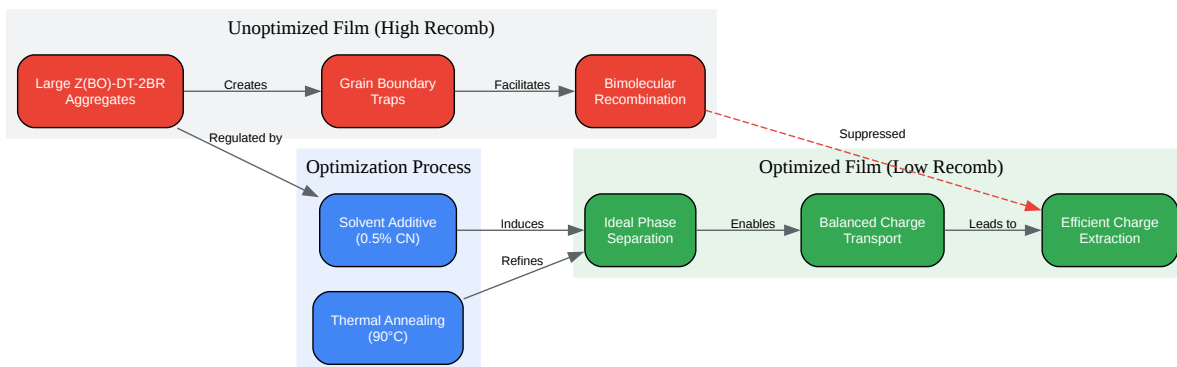 Unoptimized Film (High Recomb)
Large Z(BO)-DT-2BR
Aggregates
Creates
Grain Boundary
Traps
Facilitates
Bimolecular
Recombination
Regulated by
Suppressed
Optimization Process
Solvent Additive
(0.5% CN)
Induces
Refines
Thermal Annealing
(90°C)
Optimized Film (Low Recomb)
Ideal Phase
Separation
Enables
Balanced Charge
Transport
Leads to
Efficient Charge
Extraction